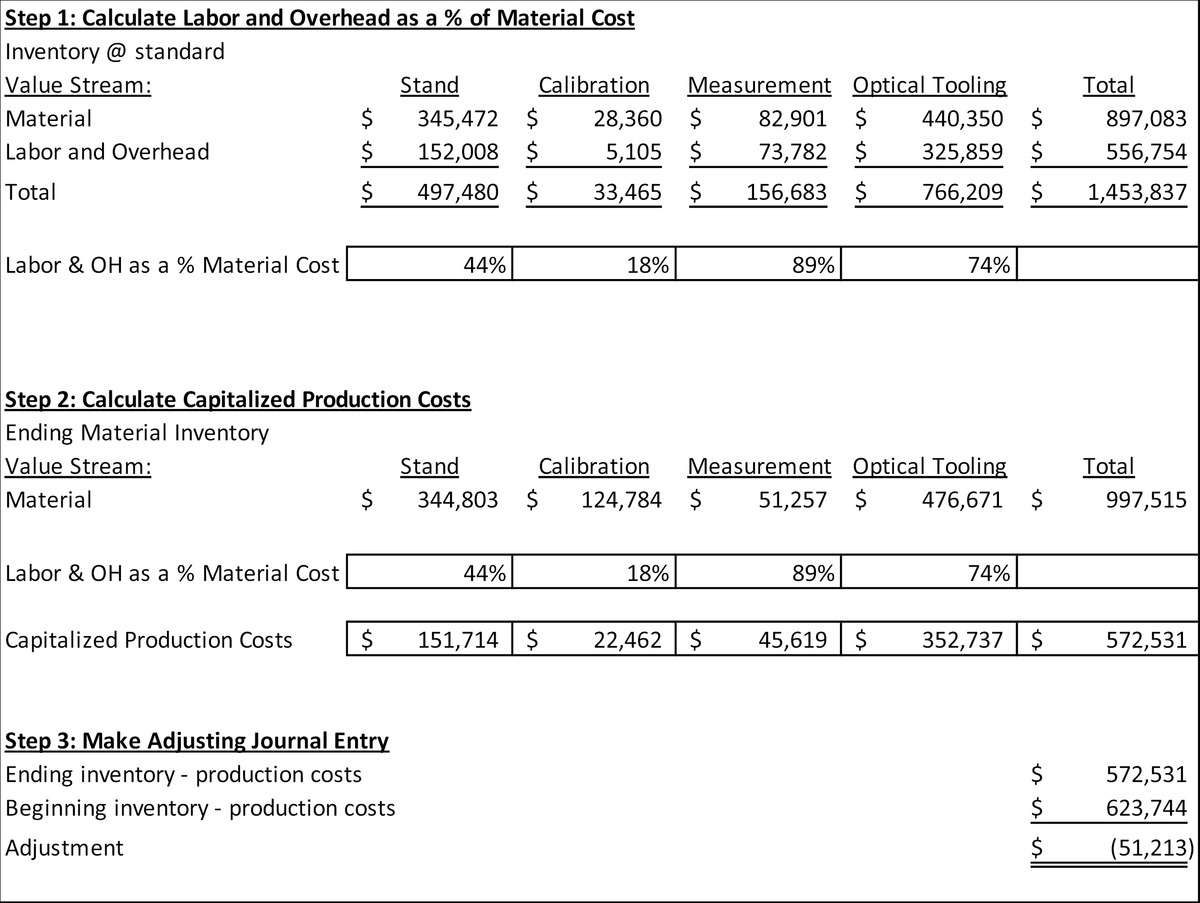 Step 1: Calculate Labor and Overhead as a % of Material Cost
Inventory @ standard
Value Stream: Stand Calibration Measurement Optical Tooling Total
Material $ 345,472 $ 28,360 $ 82,901 $ 440,350 $ 897,083
Labor and Overhead $ 152,008 $ 5,105 $ 73,782 $ 325,859 $ 556,754
Total $ 497,480 $ 33,465 $ 156,683 $ 766,209 $ 1,453,837
Labor & OH as a % Material Cost 44% 18% 89% 74%
Step 2: Calculate Capitalized Production Costs
Ending Material Inventory
Value Stream: Stand Calibration Measurement Optical Tooling Total
Material $ 344,803 $ 124,784 $ 51,257 $ 476,671 $ 997,515
Labor & OH as a % Material Cost 44% 18% 89% 74%
Capitalized Production Costs $ 151,714 $ 22,462 $ 45,619 $ 352,737 $ 572,531
Step 3: Make Adjusting Journal Entry
Ending inventory - production costs $ 572,531
Beginning inventory - production costs $ 623,744
Adjustment $ (51,213)